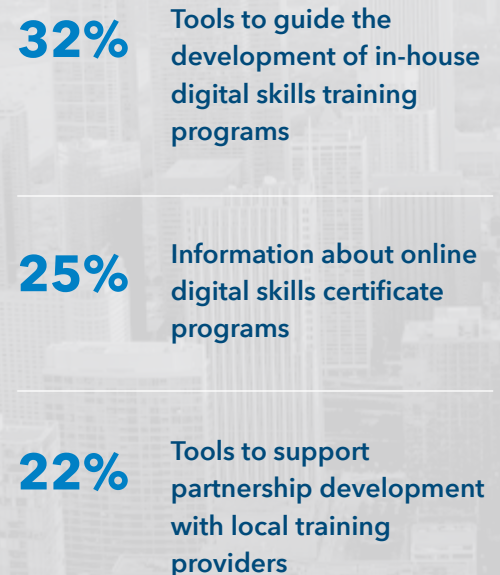 32%
Tools to guide the
development of in-house
digital skills training
programs
25%
Information about online
digital skills certificate
programs
22%
Tools to support
partnership development
with local training
providers